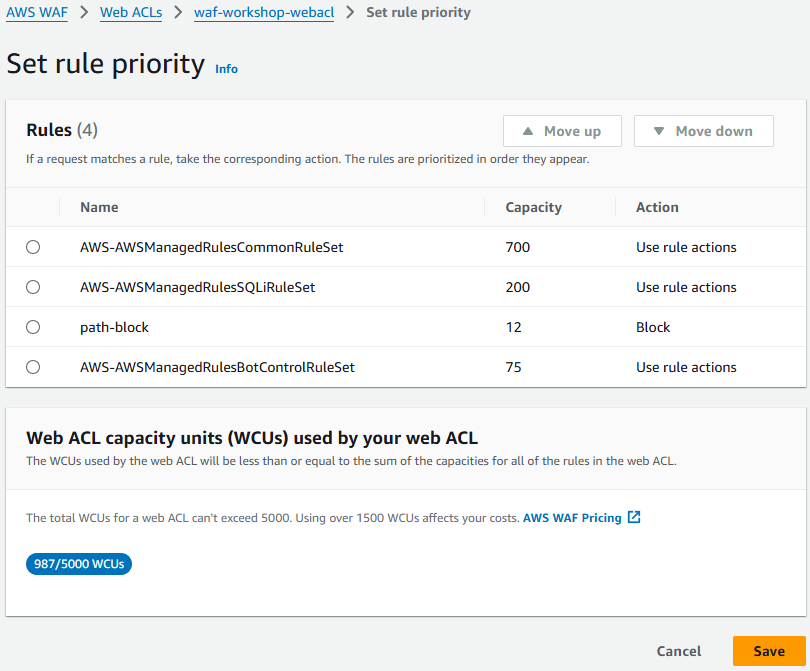 AWS WAF > Web ACLs > waf-workshop-webacl > Set rule priority
Set rule priority Info
Rules (4)
▲ Move up ▼ Move down
If a request matches a rule, take the corresponding action. The rules are prioritized in order they appear.
Name Capacity Action
AWS-AWSManagedRulesCommonRuleSet 700 Use rule actions
AWS-AWSManagedRulesSQLiRuleSet 200 Use rule actions
path-block 12 Block
AWS-AWSManagedRulesBotControlRuleSet 75 Use rule actions
Web ACL capacity units (WCUs) used by your web ACL
The WCUs used by the web ACL will be less than or equal to the sum of the capacities for all of the rules in the web ACL.
The total WCUs for a web ACL can't exceed 5000. Using over 1500 WCUs affects your costs. AWS WAF Pricing
987/5000 WCUs
Cancel Save